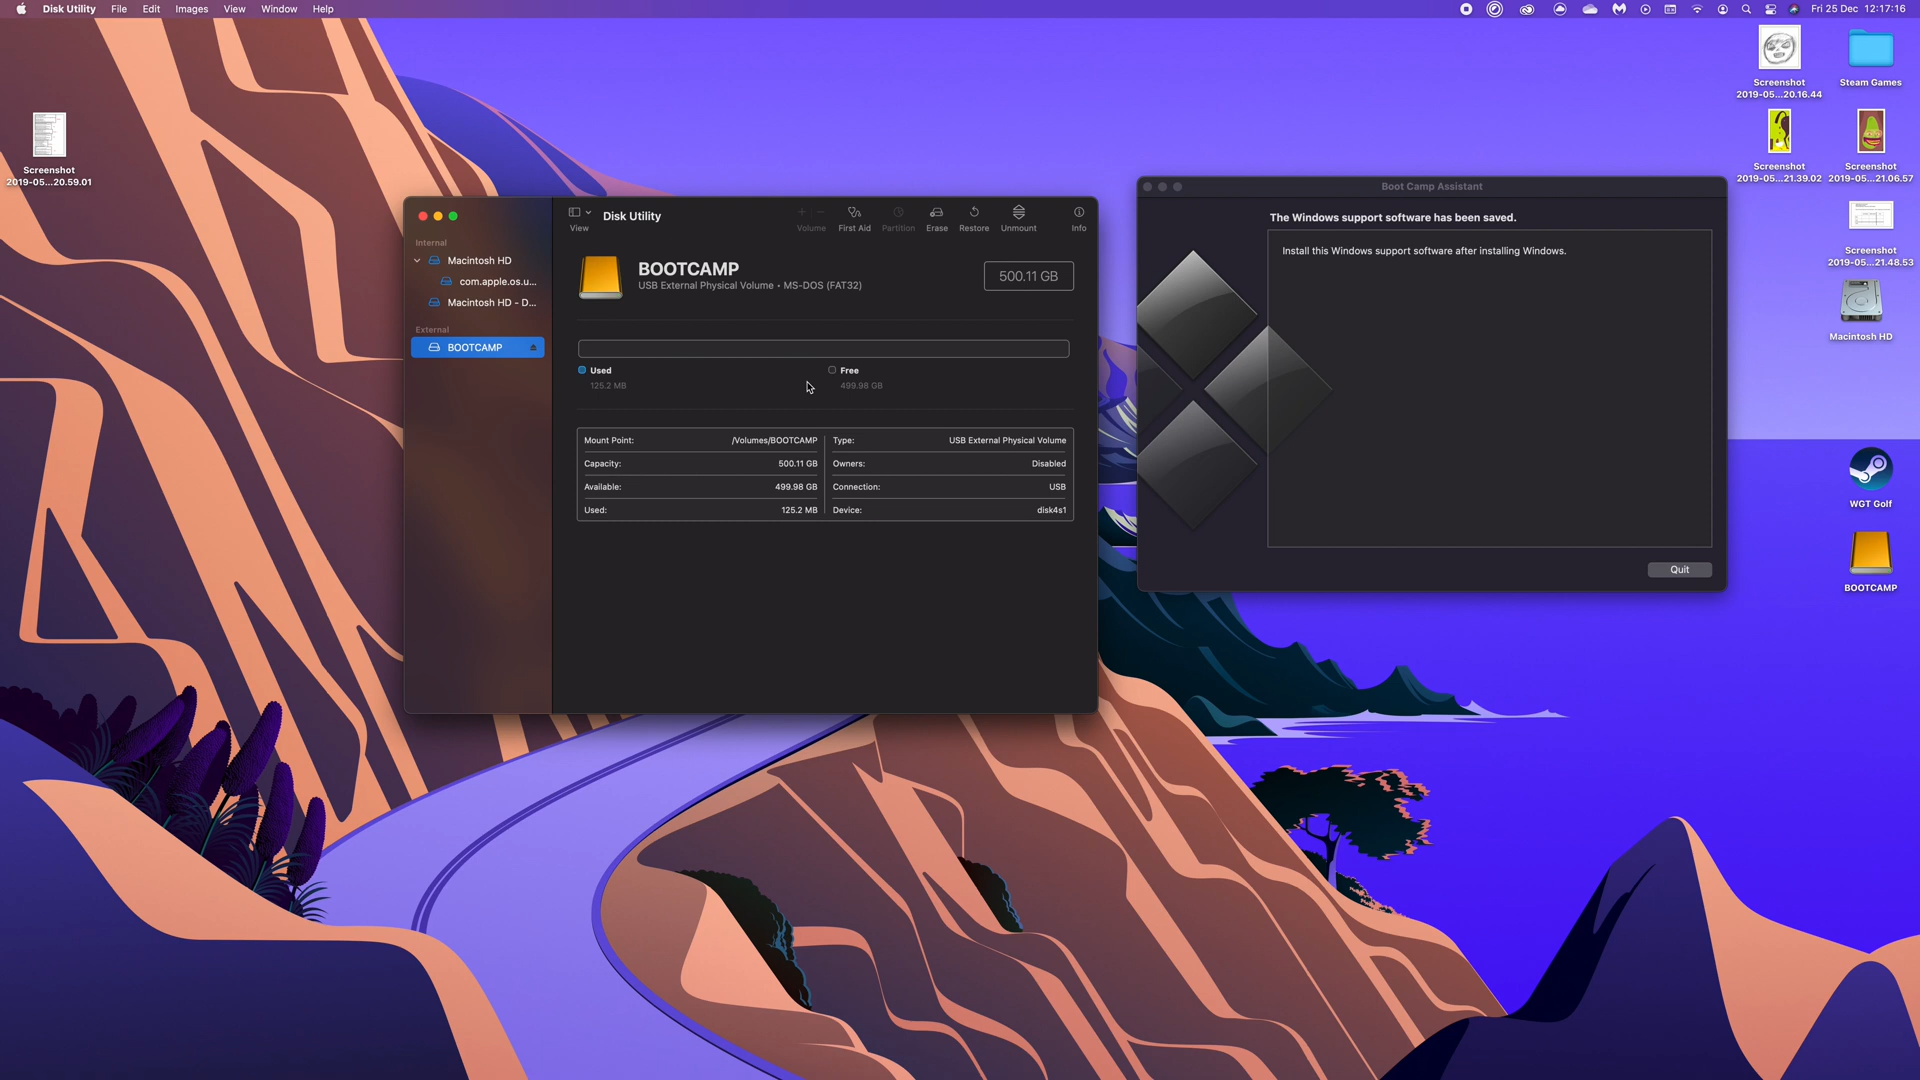 Disk Utility File Edit Images View Window Help
Fri 25 Dec 12:17:16
Screenshot
2019-05...20.59.01
Screenshot
2019-05...20.16.44
Steam Games
Screenshot
2019-05...21.39.02
Screenshot
2019-05...21.06.57
Screenshot
2019-05...21.48.53
Macintosh HD
WGT Golf
BOOTCAMP
Internal
Macintosh HD
com.apple.os.u...
Macintosh HD - D...
External
BOOTCAMP
View
Disk Utility
Volume
First Aid
Partition
Erase
Restore
Unmount
Info
BOOTCAMP
USB External Physical Volume • MS-DOS (FAT32)
500.11 GB
Used
125.2 MB
Free
499.98 GB
Mount Point: /Volumes/BOOTCAMP
Type: USB External Physical Volume
Capacity: 500.11 GB
Owners: Disabled
Available: 499.98 GB
Connection: USB
Used: 125.2 MB
Device: disk4s1
Boot Camp Assistant
The Windows support software has been saved.
Install this Windows support software after installing Windows.
Quit